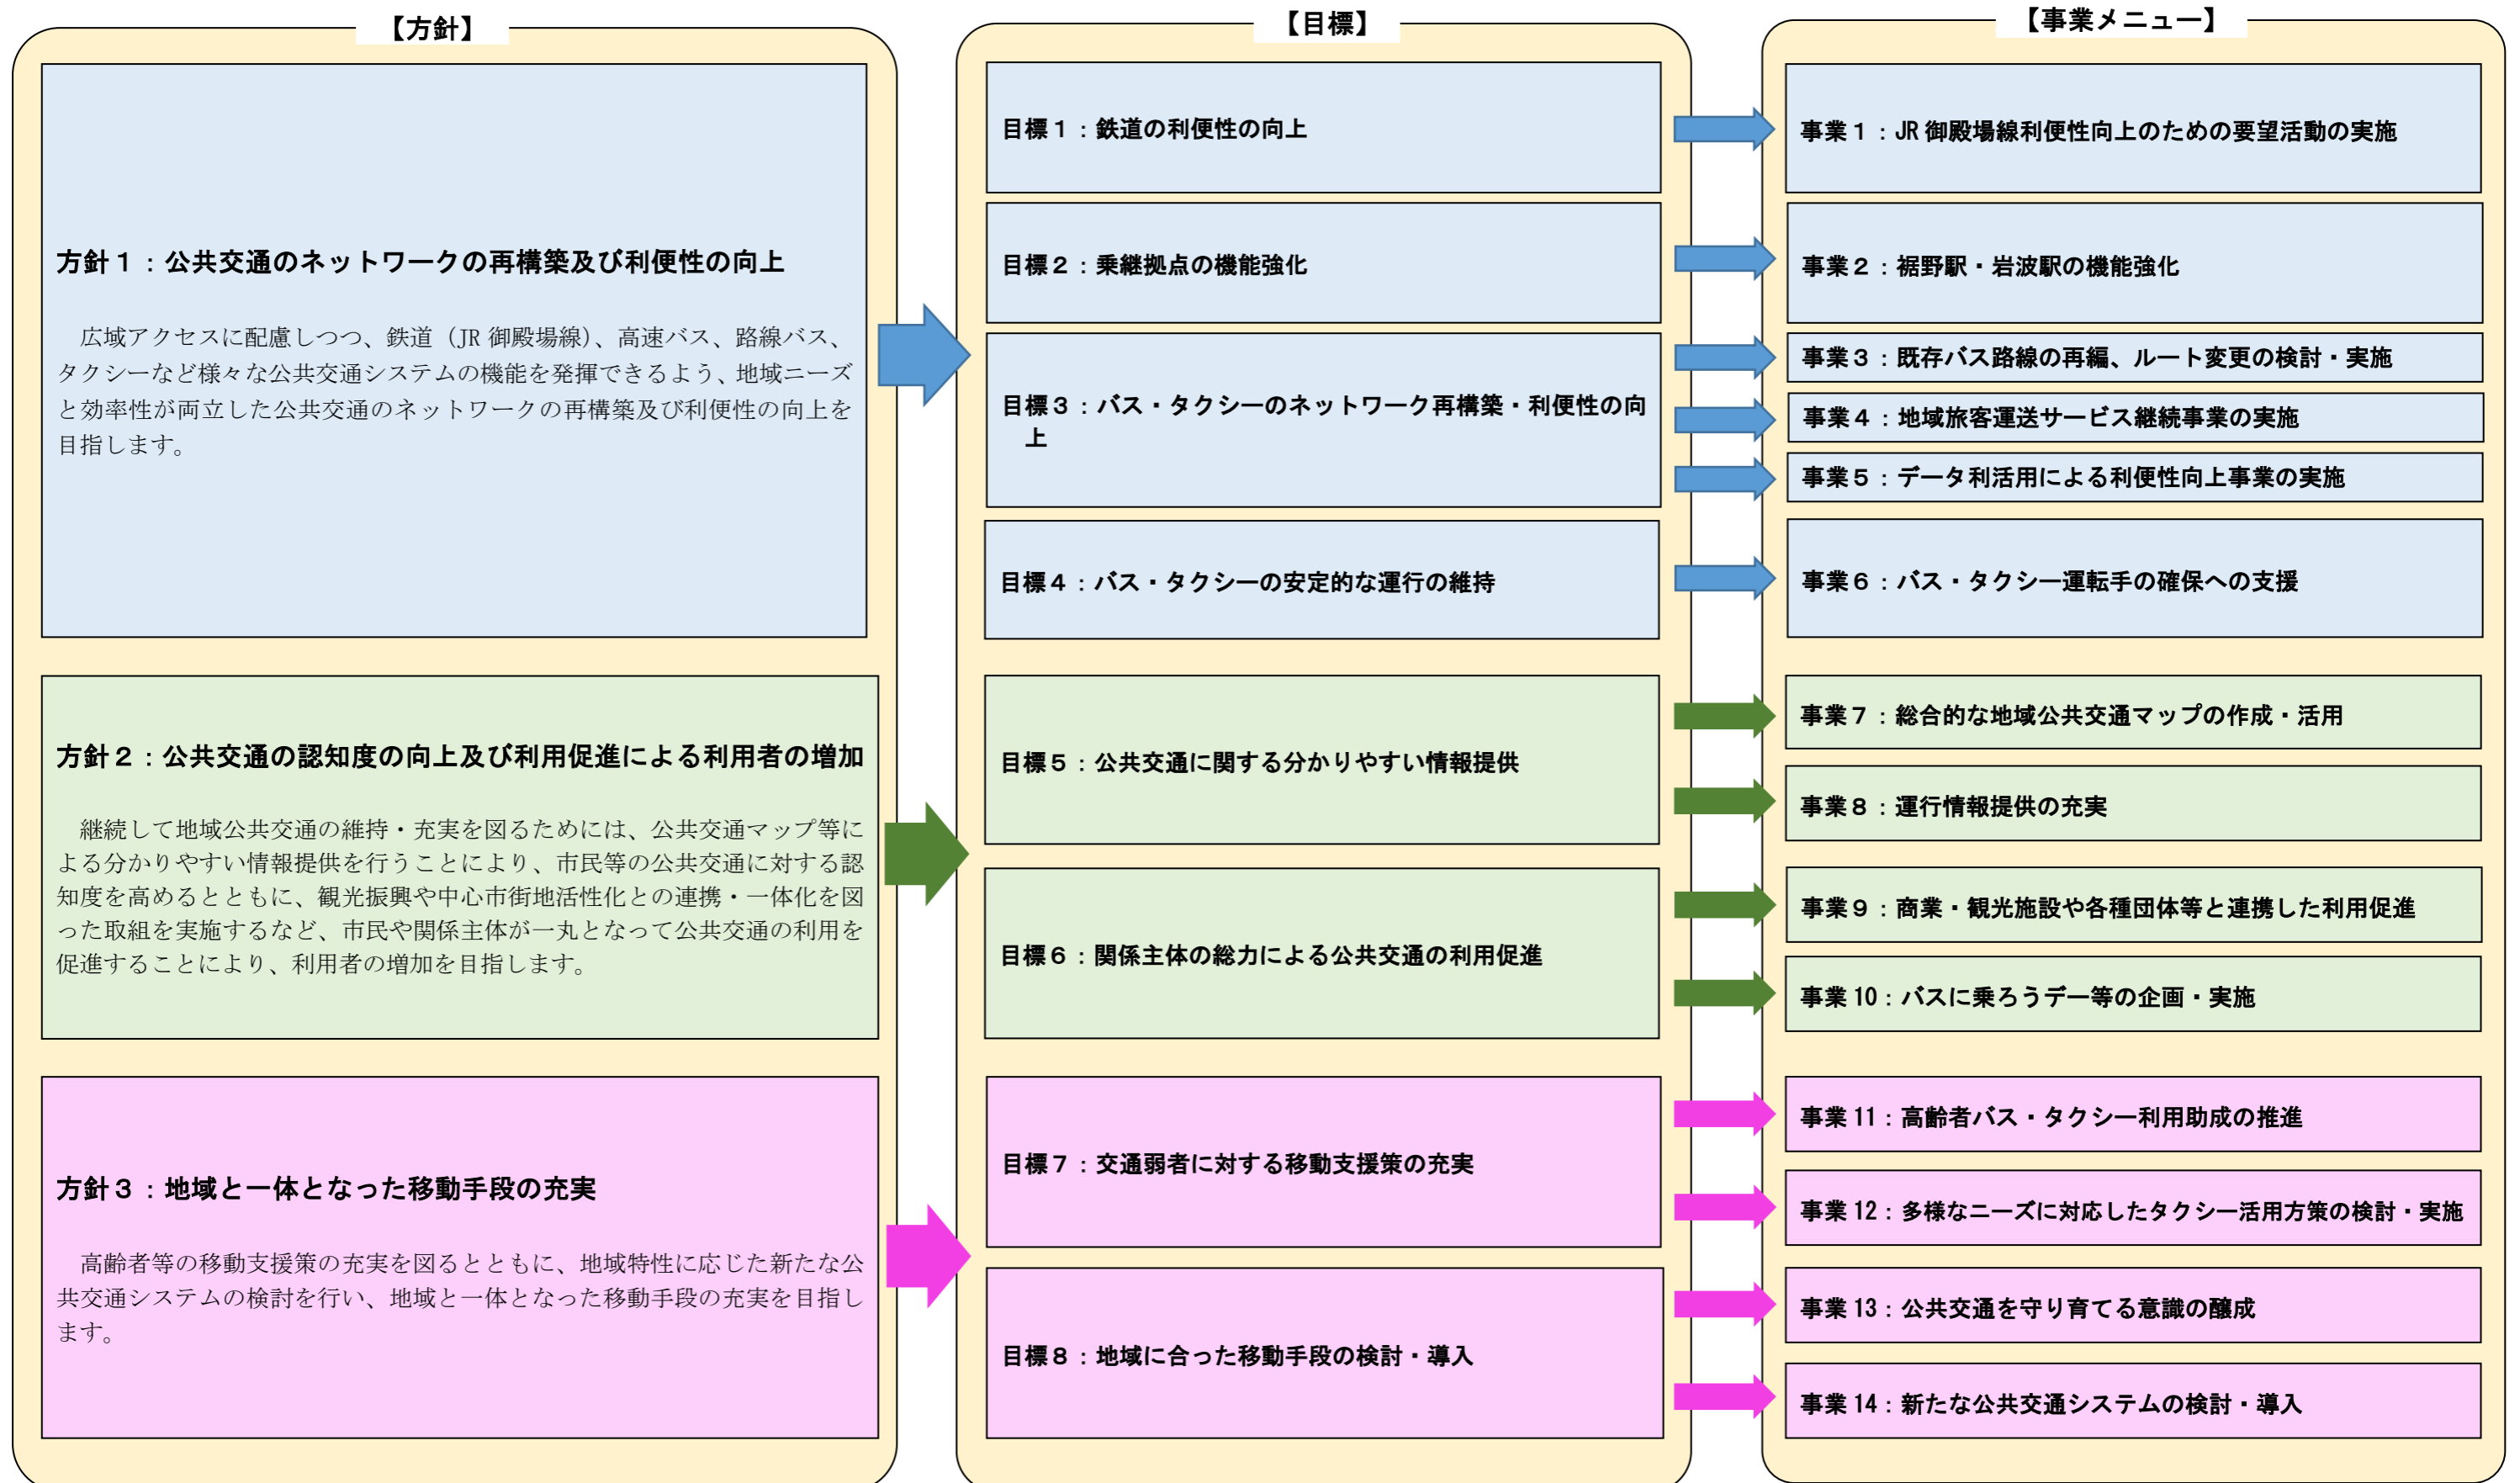 【方針】
方針１：公共交通のネットワークの再構築及び利便性の向上
広域アクセスに配慮しつつ、鉄道（JR 御殿場線）、高速バス、路線バス、
タクシーなど様々な公共交通システムの機能を発揮できるよう、地域ニーズ
と効率性が両立した公共交通のネットワークの再構築及び利便性の向上を
目指します。
方針２：公共交通の認知度の向上及び利用促進による利用者の増加
継続して地域公共交通の維持・充実を図るためには、公共交通マップ等に
よる分かりやすい情報提供を行うことにより、市民等の公共交通に対する認
知度を高めるとともに、観光振興や中心市街地活性化との連携・一体化を図
った取組を実施するなど、市民や関係主体が一丸となって公共交通の利用を
促進することにより、利用者の増加を目指します。
方針３：地域と一体となった移動手段の充実
高齢者等の移動支援策の充実を図るとともに、地域特性に応じた新たな公
共交通システムの検討を行い、地域と一体となった移動手段の充実を目指し
ます。
【目標】
目標１：鉄道の利便性の向上
目標２：乗継拠点の機能強化
目標３：バス・タクシーのネットワーク再構築・利便性の向
上
目標４：バス・タクシーの安定的な運行の維持
目標５：公共交通に関する分かりやすい情報提供
目標６：関係主体の総力による公共交通の利用促進
目標７：交通弱者に対する移動支援策の充実
目標８：地域に合った移動手段の検討・導入
【事業メニュー】
事業１：JR 御殿場線利便性向上のための要望活動の実施
事業２：裾野駅・岩波駅の機能強化
事業３：既存バス路線の再編、ルート変更の検討・実施
事業４：地域旅客運送サービス継続事業の実施
事業５：データ利活用による利便性向上事業の実施
事業６：バス・タクシー運転手の確保への支援
事業７：総合的な地域公共交通マップの作成・活用
事業８：運行情報提供の充実
事業９：商業・観光施設や各種団体等と連携した利用促進
事業 10：バスに乗ろうデー等の企画・実施
事業 11：高齢者バス・タクシー利用助成の推進
事業 12：多様なニーズに対応したタクシー活用方策の検討・実施
事業 13：公共交通を守り育てる意識の醸成
事業 14：新たな公共交通システムの検討・導入